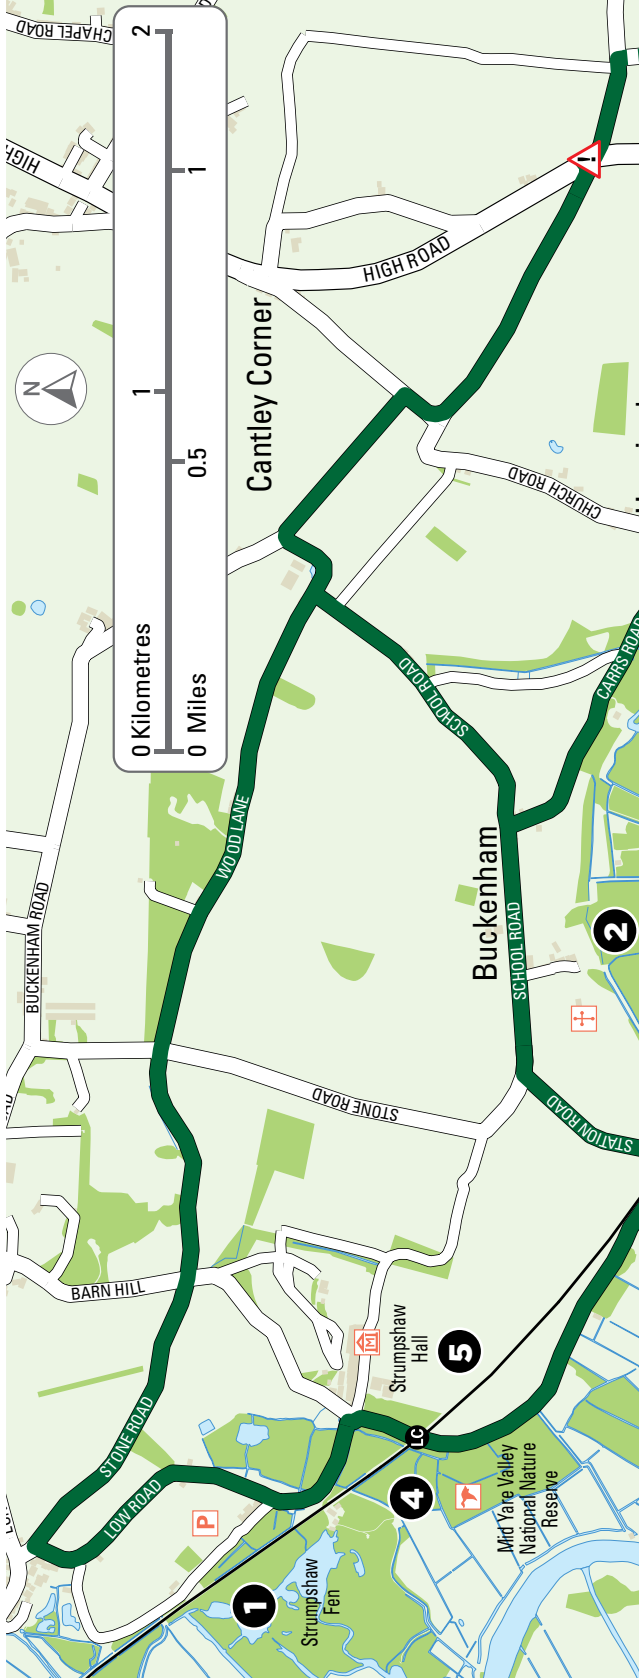 CHAPEL ROAD
HIGH
N
0 Kilometres
1
2
0 Miles
0.5
1
Cantley Corner
HIGH ROAD
!
CHURCH ROAD
BUCKENHAM ROAD
WOOD LANE
SCHOOL ROAD
CARRS ROAD
Buckenham
SCHOOL ROAD
2
STONE ROAD
STATION ROAD
BARN HILL
M
Strumpshaw
Hall
5
STONE ROAD
LOW ROAD
P
LC
4
Mid Yare Valley
National Nature
Reserve
1
Strumpshaw
Fen